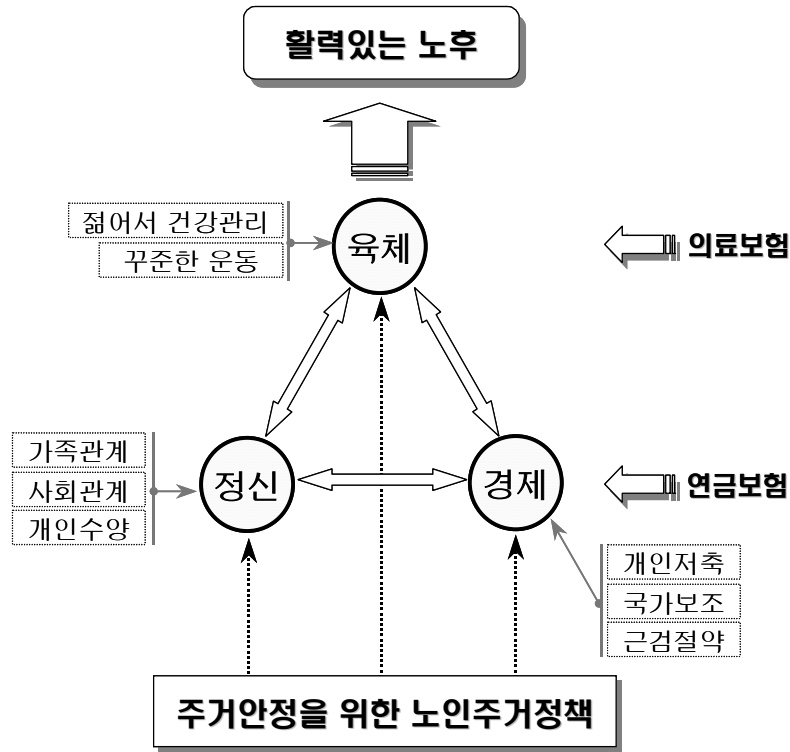 활력있는 노후
젊어서 건강관리
꾸준한 운동
육체
의료보험
가족관계
사회관계
개인수양
정신
경제
연금보험
개인저축
국가보조
근검절약
주거안정을 위한 노인주거정책